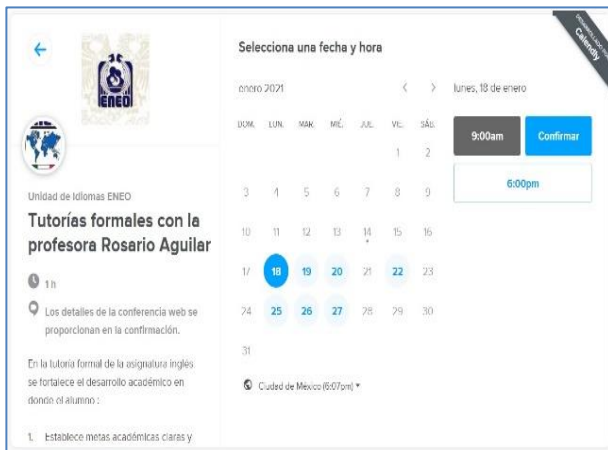 ENEO
Unidad de Idiomas ENEO
Tutorías formales con la
profesora Rosario Aguilar
1 h
Los detalles de la conferencia web se
proporcionan en la confirmación.
En la tutoría formal de la asignatura inglés
se fortalece el desarrollo académico en
donde el alumno :
1. Establece metas académicas claras y
Selecciona una fecha y hora
enero 2021
DOM. LUN. MAR. MIÉ. JUE. VIE. SÁB.
1 2
3 4 5 6 7 8 9
10 11 12 13 14 15 16
17 18 19 20 21 22 23
24 25 26 27 28 29 30
31
Ciudad de México (6:07pm)
lunes, 18 de enero
9:00am Confirmar
6:00pm
DESARROLLADO POR
Calendly